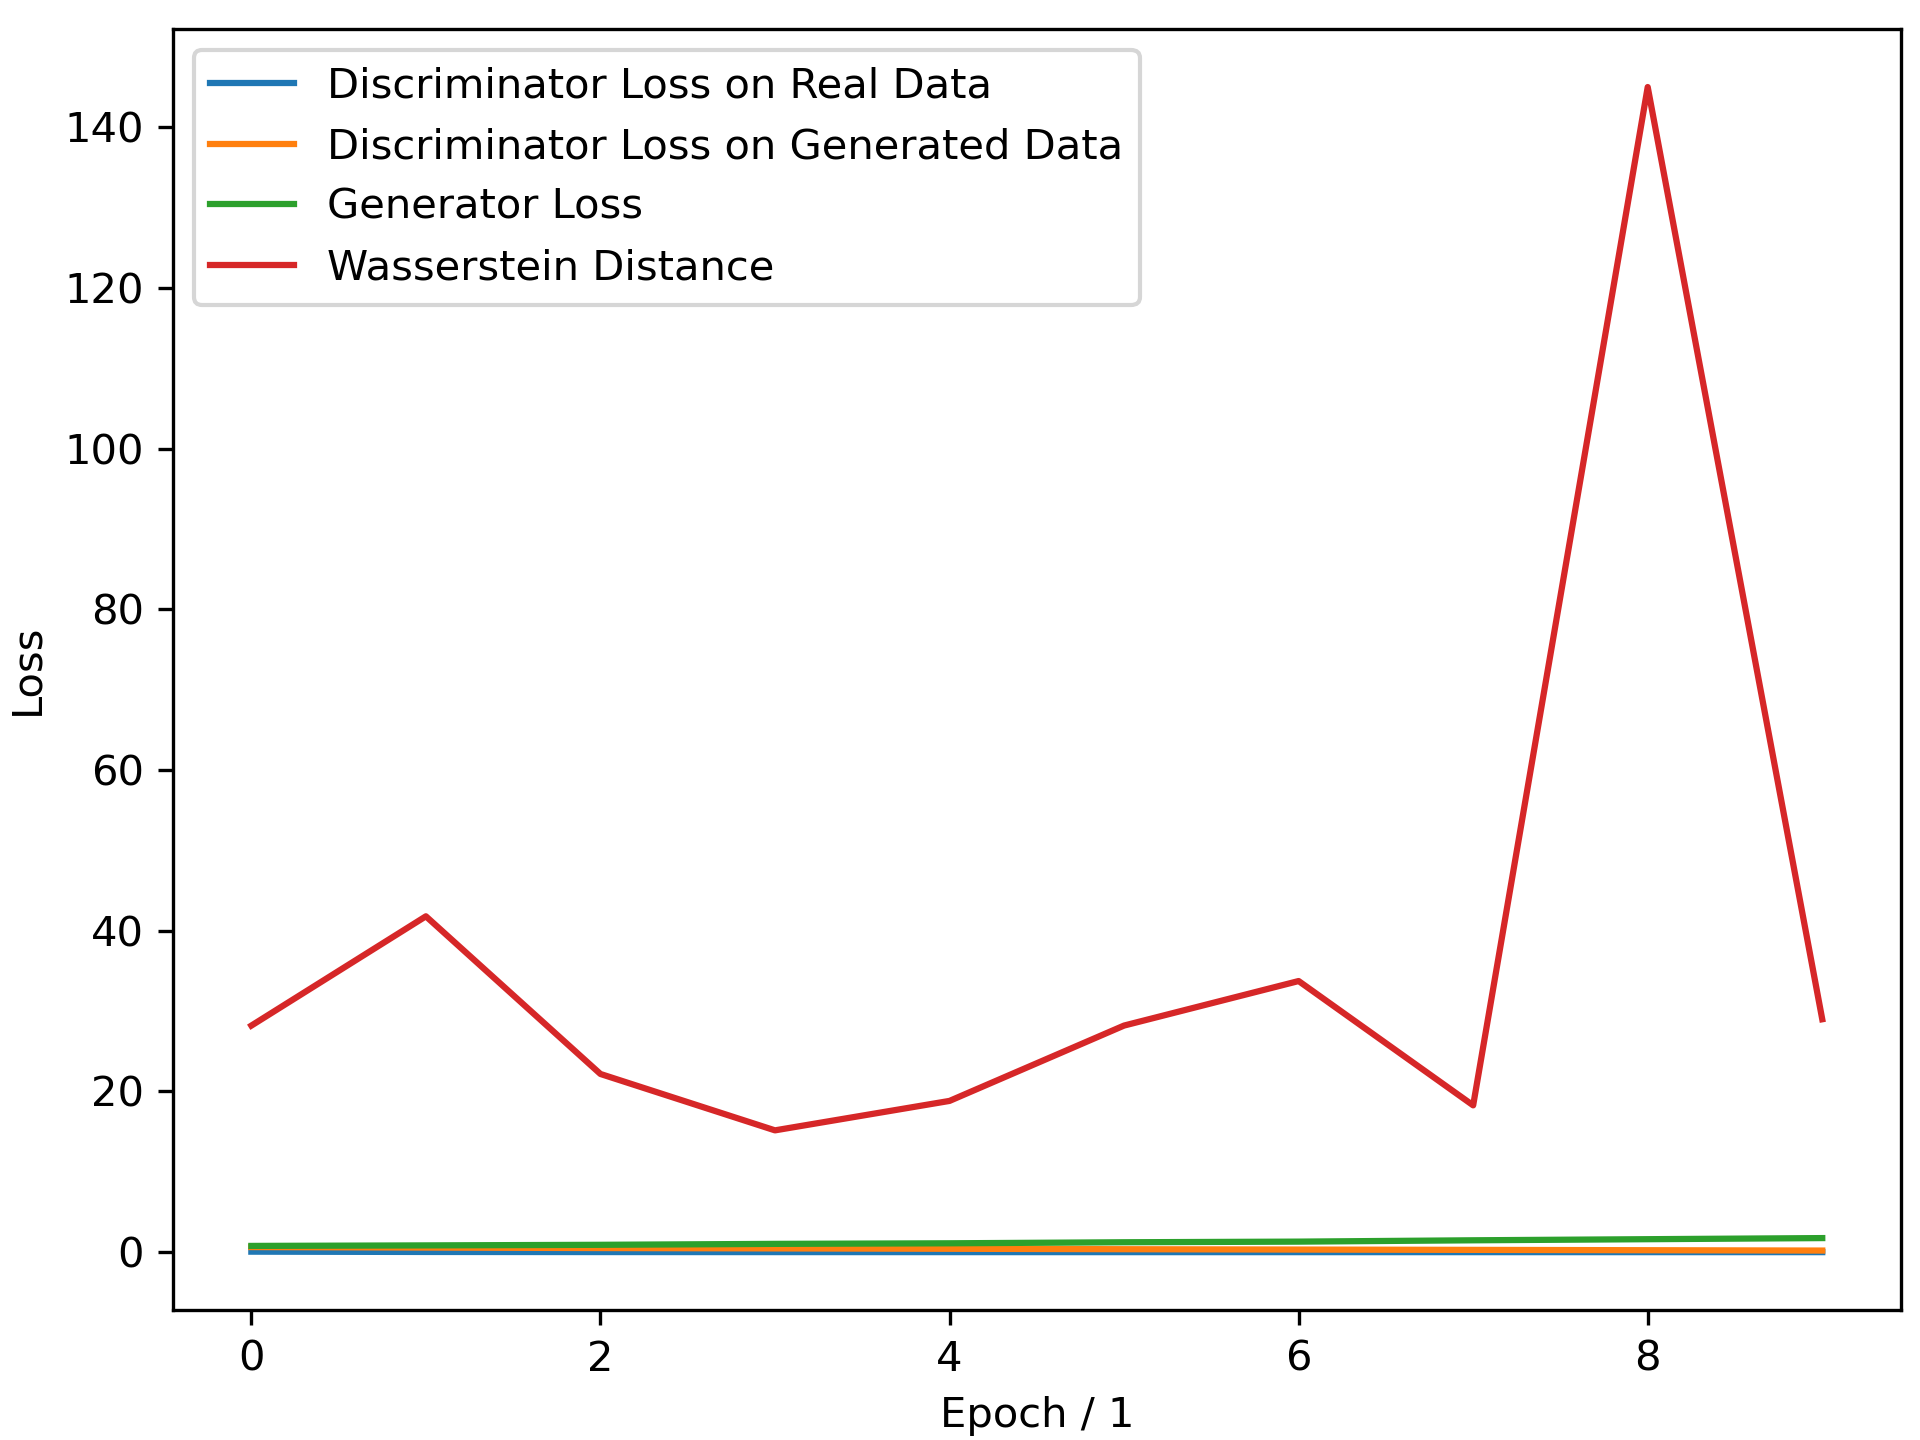 Discriminator Loss on Real Data
Discriminator Loss on Generated Data
Generator Loss
Wasserstein Distance
140
120
100
80
60
40
20
0
Loss
0 2 4 6 8
Epoch / 1